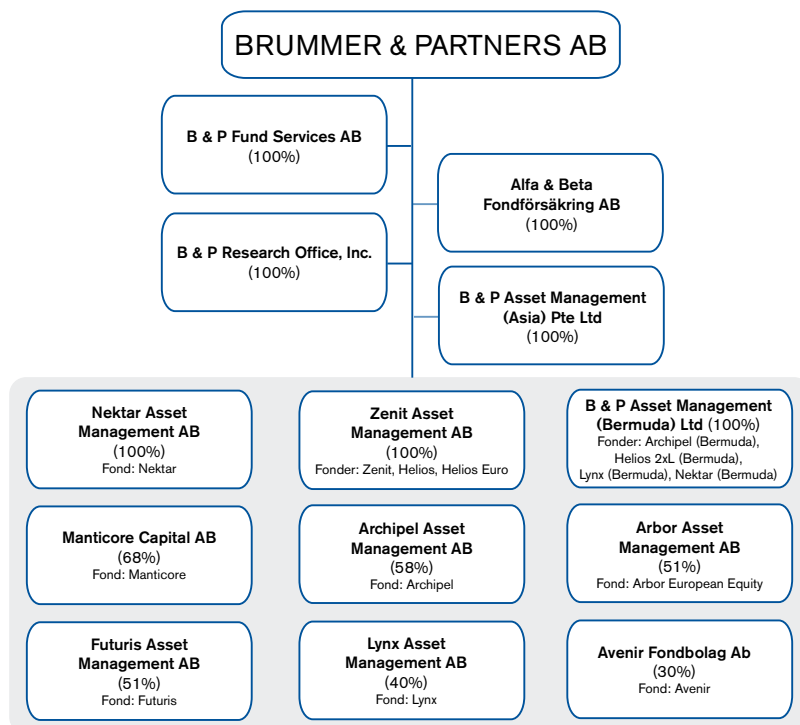 BRUMMER & PARTNERS AB
B & P Fund Services AB
(100%)
Alfa & Beta
Fondförsäkring AB
(100%)
B & P Research Office, Inc.
(100%)
B & P Asset Management
(Asia) Pte Ltd
(100%)
Nektar Asset
Management AB
(100%)
Fond: Nektar
Zenit Asset
Management AB
(100%)
Fonder: Zenit, Helios, Helios Euro
B & P Asset Management
(Bermuda) Ltd (100%)
Fonder: Archipel (Bermuda),
Helios 2xL (Bermuda),
Lynx (Bermuda), Nektar (Bermuda)
Manticore Capital AB
(68%)
Fond: Manticore
Archipel Asset
Management AB
(58%)
Fond: Archipel
Arbor Asset
Management AB
(51%)
Fond: Arbor European Equity
Futuris Asset
Management AB
(51%)
Fond: Futuris
Lynx Asset
Management AB
(40%)
Fond: Lynx
Avenir Fondbolag Ab
(30%)
Fond: Avenir